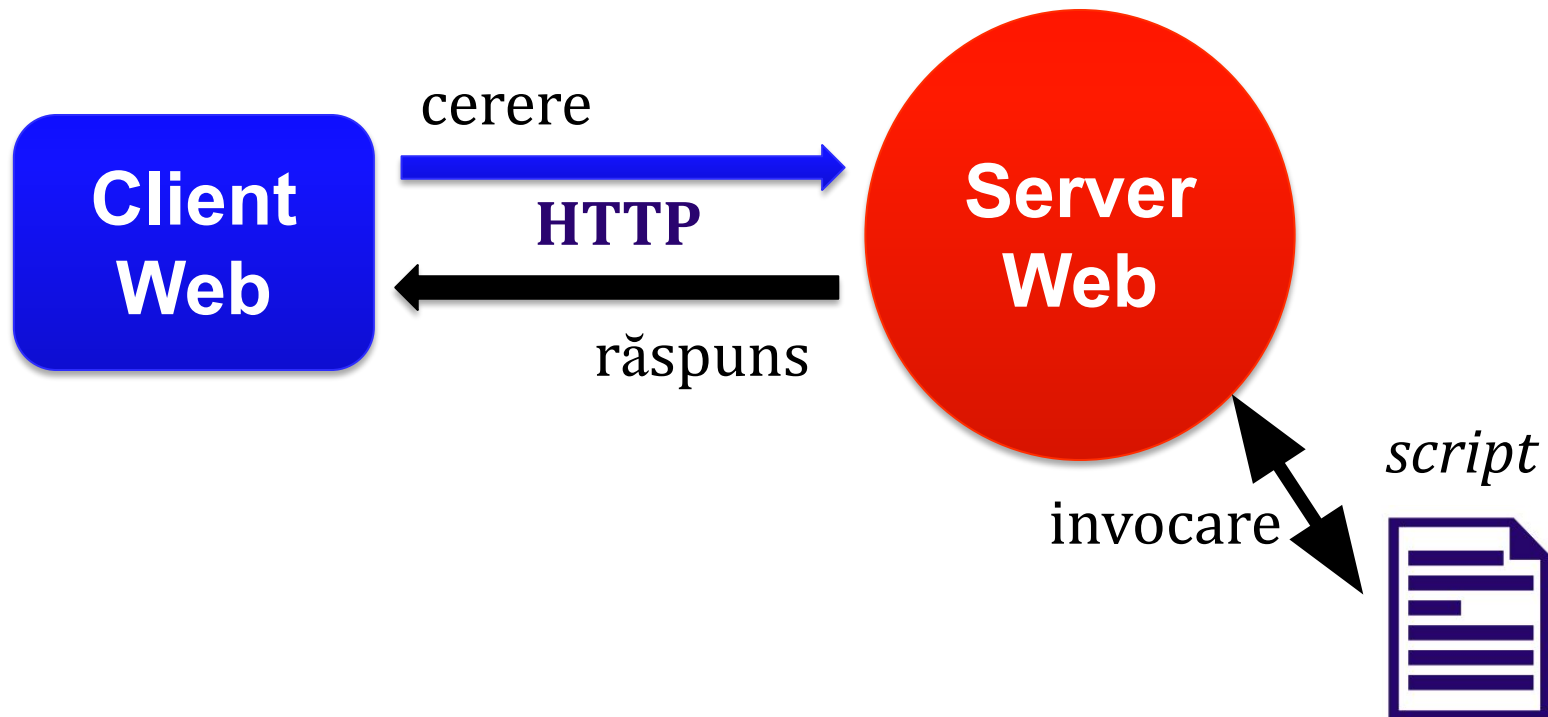 cerere
Client
Web
HTTP
Server
Web
răspuns
script
invocare